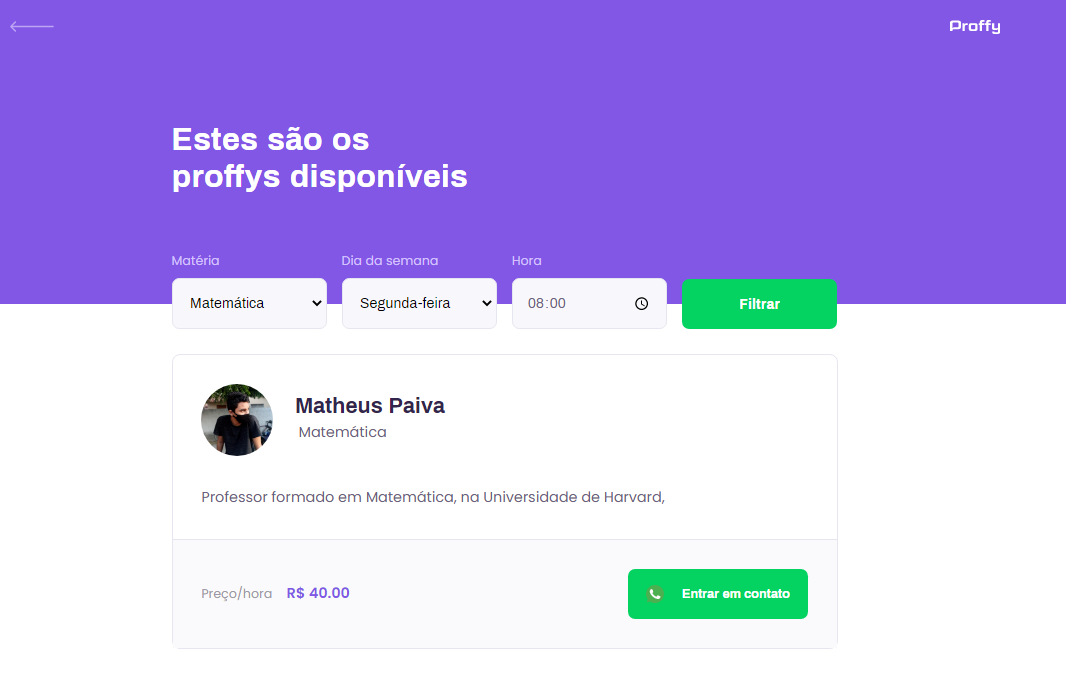 Proffy
Estes são os
proffys disponíveis
Matéria
Dia da semana
Hora
Matemática
Segunda-feira
08:00
Filtrar
Matheus Paiva
Matemática
Professor formado em Matemática, na Universidade de Harvard,
Preço/hora R$ 40.00
Entrar em contato